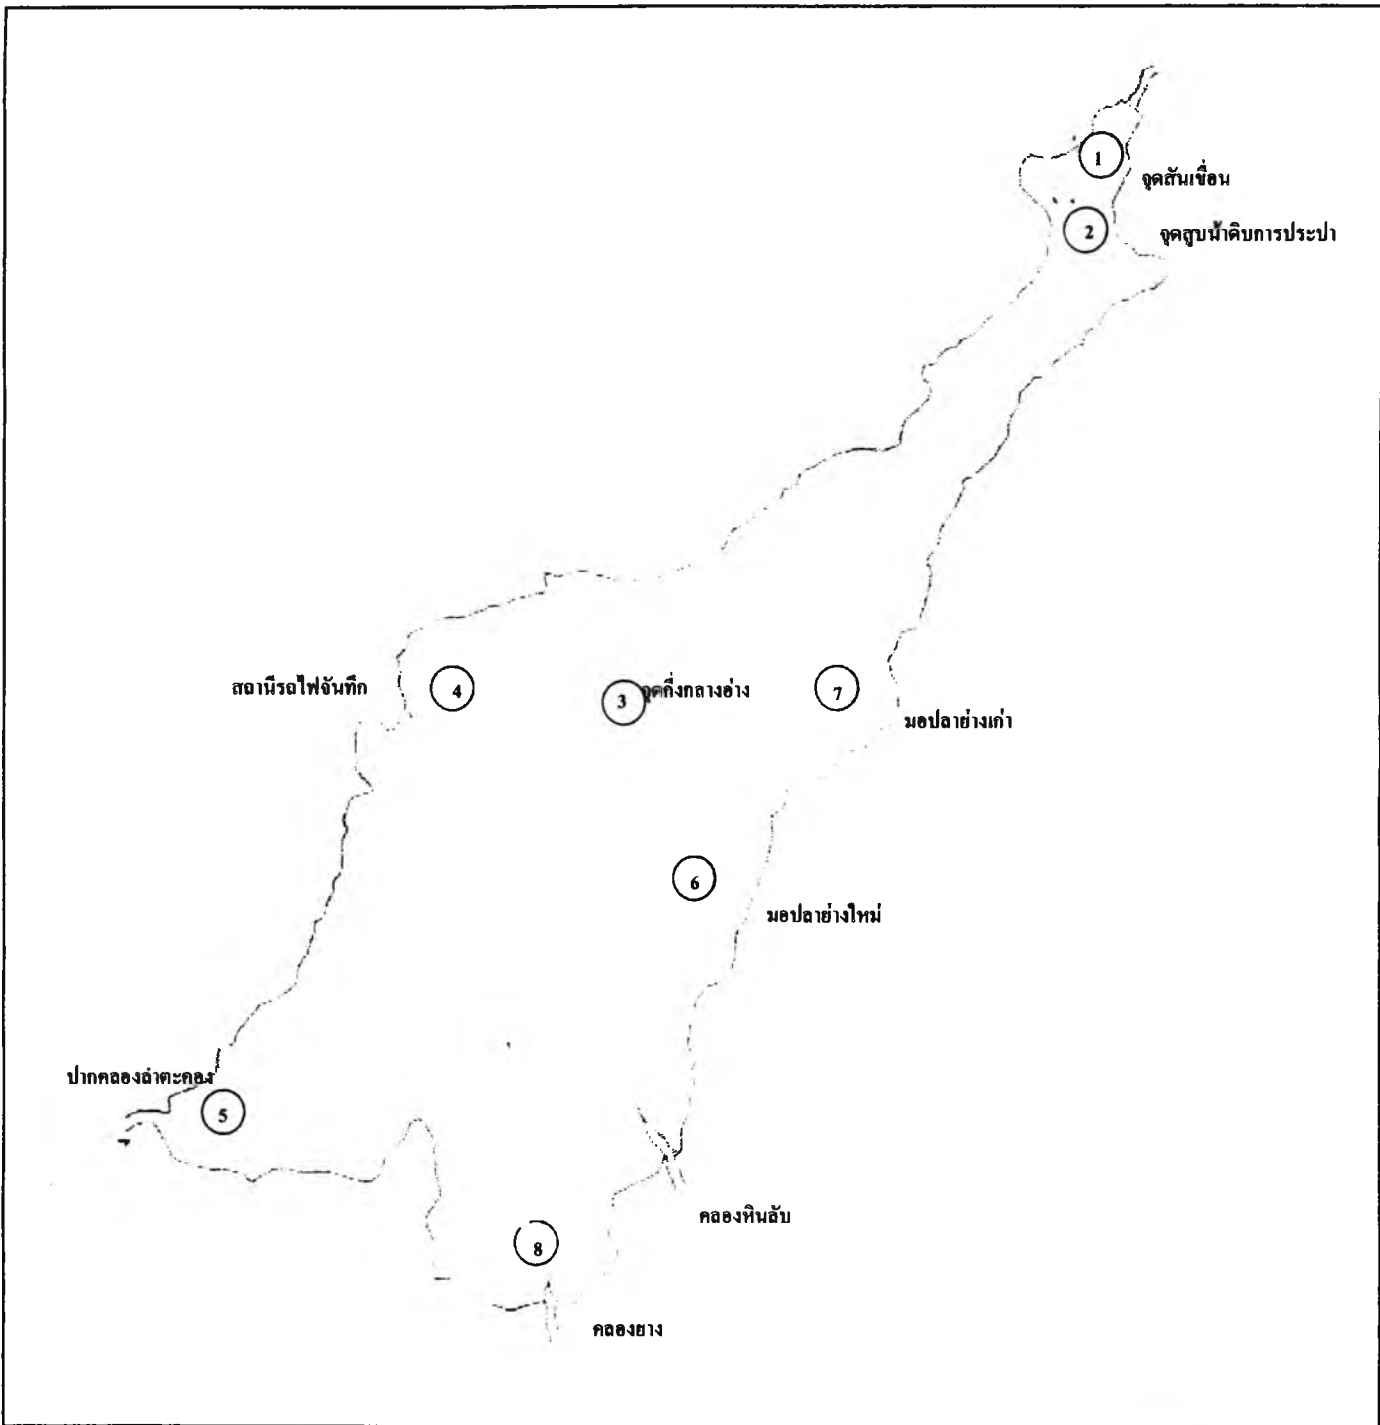 1
จุดสันเขื่อน
2
จุดสูบน้ำดิบการประปา
สถานีรถไฟจันทึก
4
3
จุดกึ่งกลางอ่าง
7
มอปลาย่างเก่า
6
มอปลาย่างใหม่
ปากคลองลำตะคอง
5
คลองหินลับ
8
คลองยาง